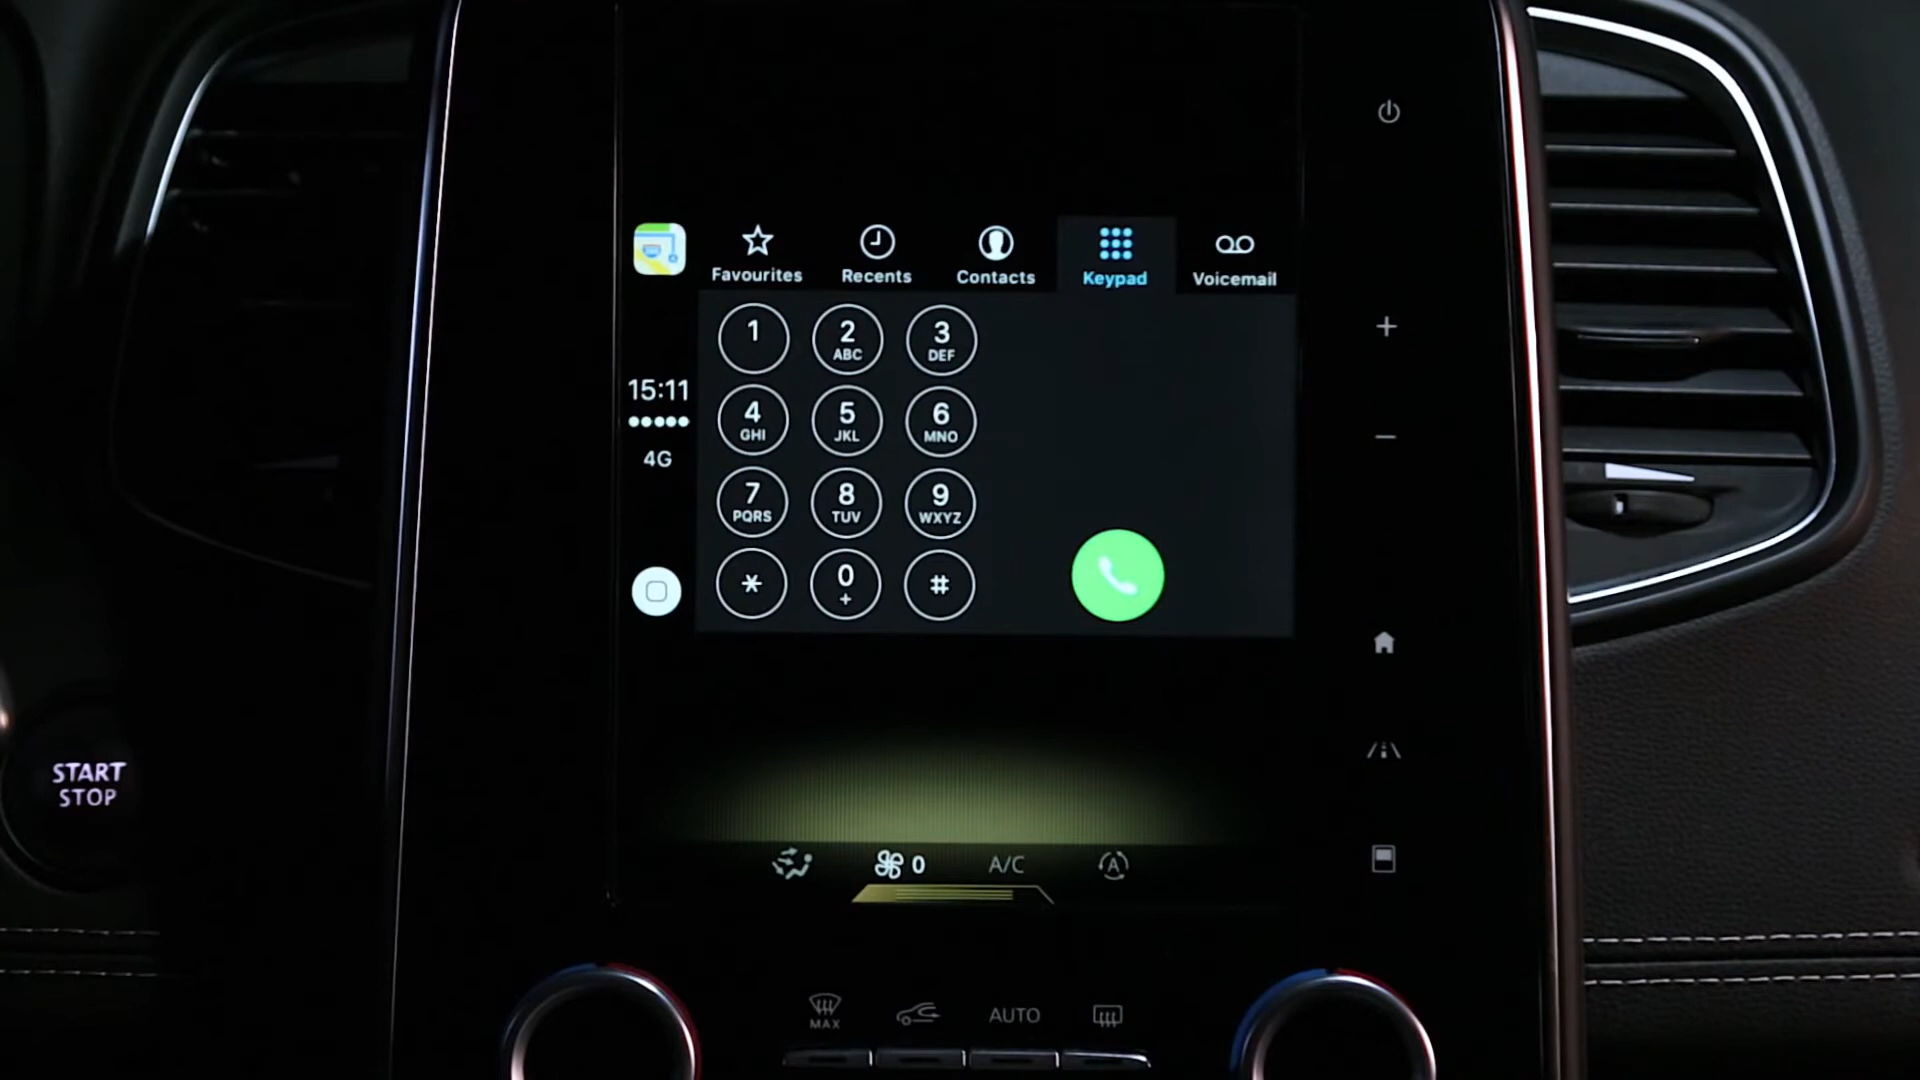 Favourites Recents Contacts Keypad Voicemail
1 2 3
ABC DEF
15:11
4 5 6
GHI JKL MNO
4G
7 8 9
PQRS TUV WXYZ
* 0 #
+
START
STOP
0 A/C A
MAX AUTO